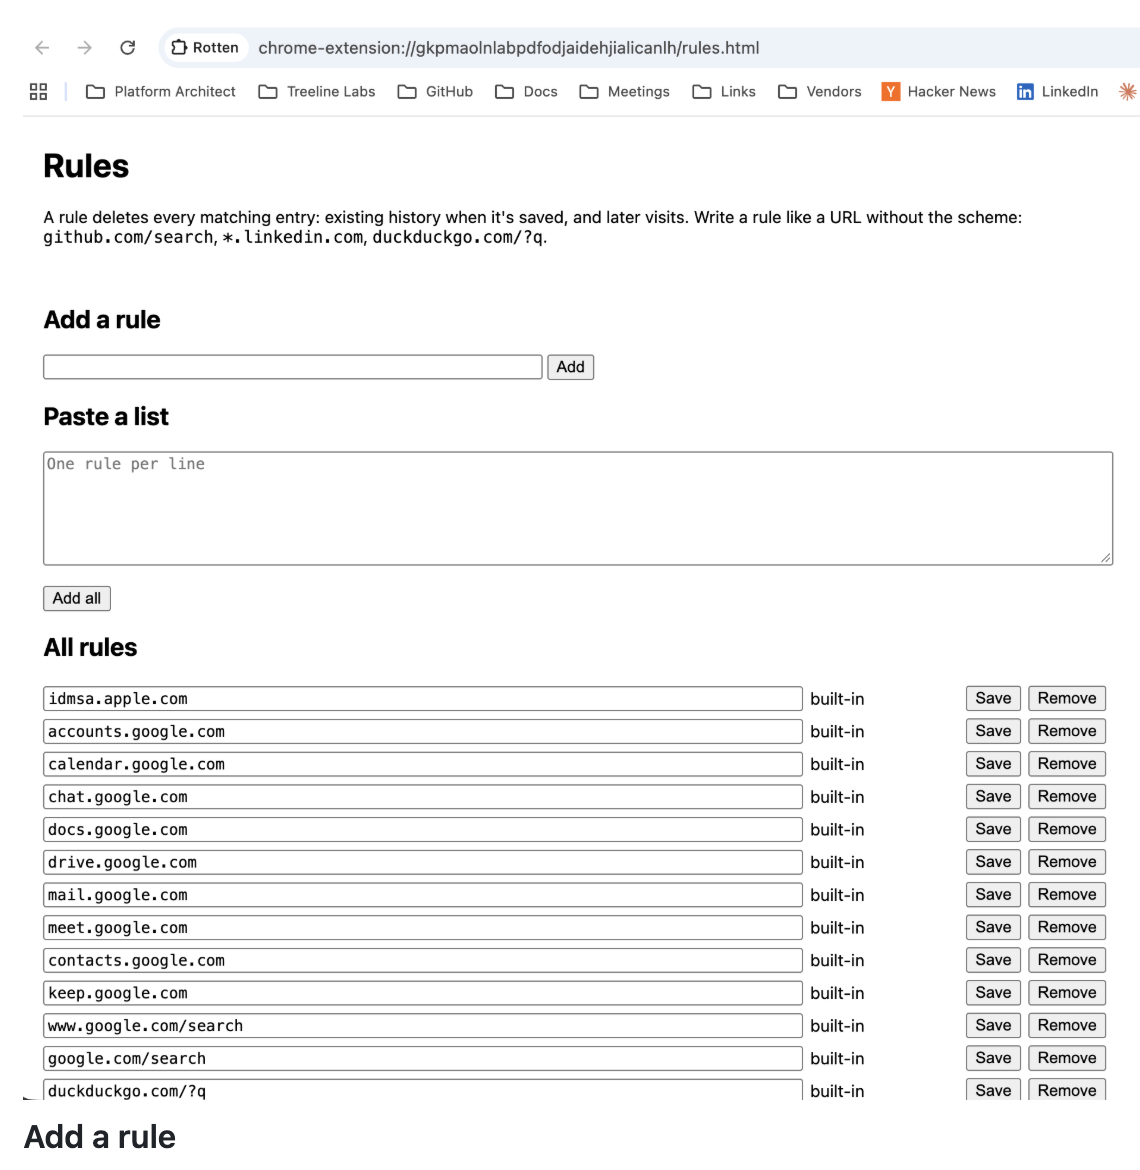 Rotten chrome-extension://gkpmaolnlabpdfodjaidehjialicanlh/rules.html
Platform Architect Treeline Labs GitHub Docs Meetings Links Vendors Y Hacker News in LinkedIn
Rules
A rule deletes every matching entry: existing history when it's saved, and later visits. Write a rule like a URL without the scheme:
github.com/search, *.linkedin.com, duckduckgo.com/?q.
Add a rule
Add
Paste a list
One rule per line
Add all
All rules
idmsa.apple.com built-in Save Remove
accounts.google.com built-in Save Remove
calendar.google.com built-in Save Remove
chat.google.com built-in Save Remove
docs.google.com built-in Save Remove
drive.google.com built-in Save Remove
mail.google.com built-in Save Remove
meet.google.com built-in Save Remove
contacts.google.com built-in Save Remove
keep.google.com built-in Save Remove
www.google.com/search built-in Save Remove
google.com/search built-in Save Remove
duckduckgo.com/?q built-in Save Remove
Add a rule